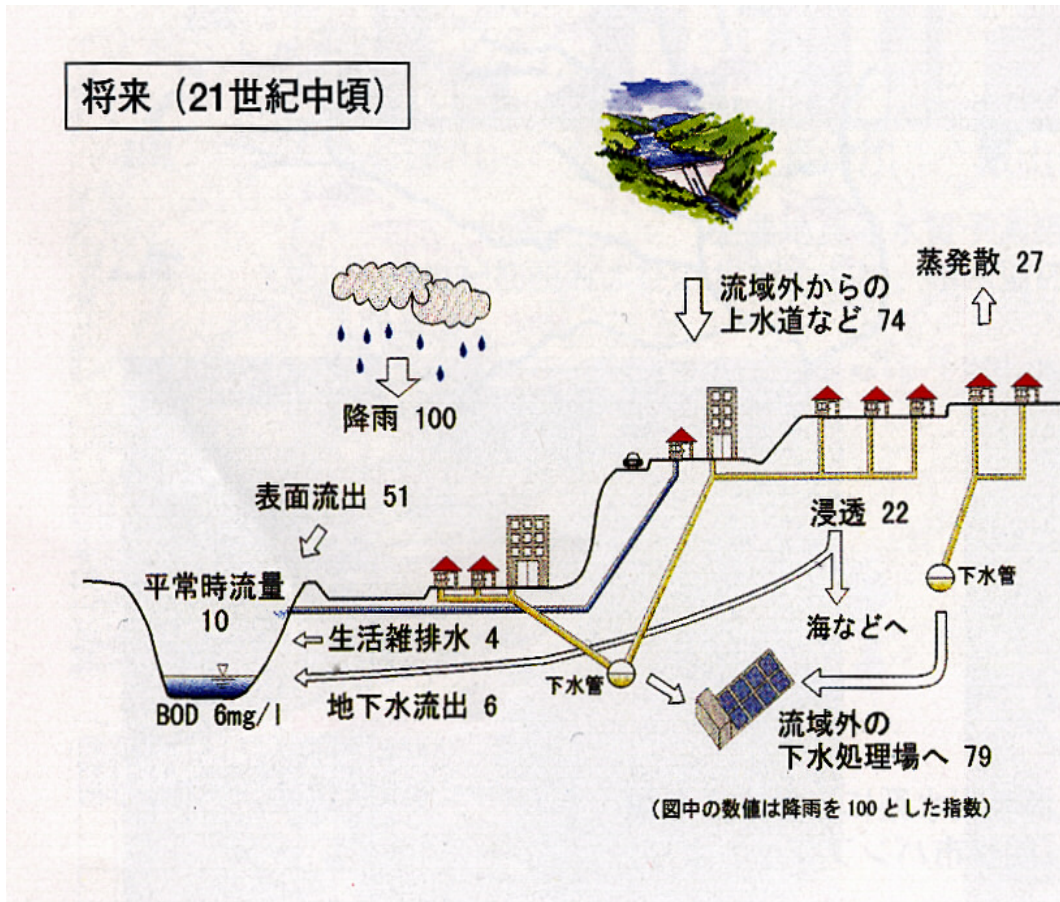 将来（21世紀中頃）
蒸発散 27
流域外からの
上水道など 74
降雨 100
表面流出 51
浸透 22
平常時流量
10
下水管
海などへ
生活雑排水 4
下水管
地下水流出 6
BOD 6mg/l
流域外の
下水処理場へ 79
（図中の数値は降雨を100とした指数）